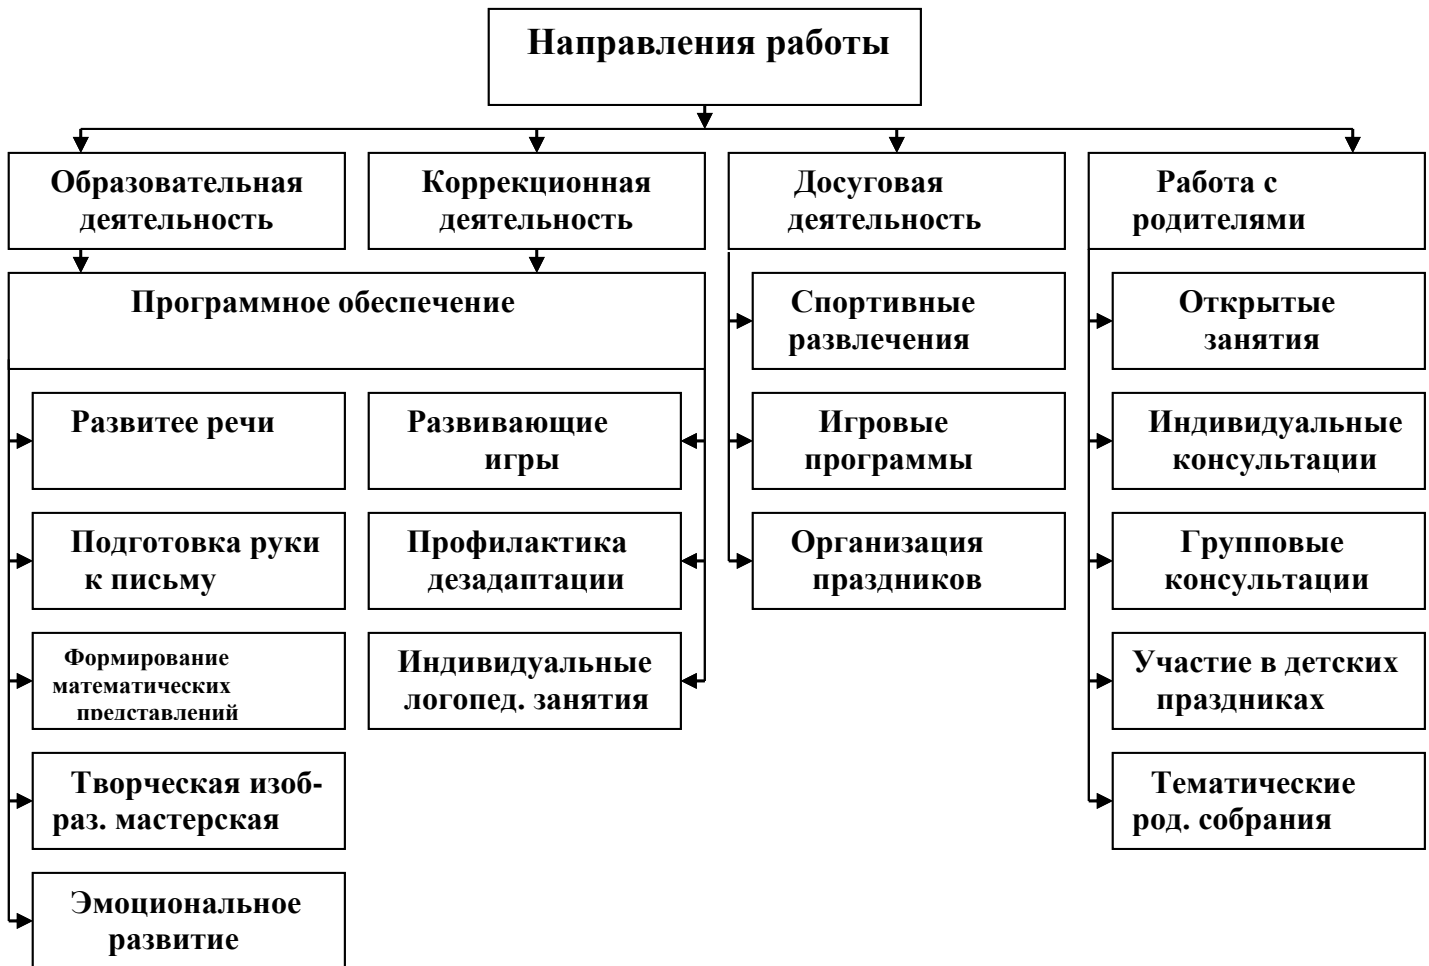 Направления работы
Образовательная
деятельность
Коррекционная
деятельность
Досуговая
деятельность
Работа с
родителями
Программное обеспечение
Спортивные
развлечения
Открытые
занятия
Развитее речи
Развивающие
игры
Игровые
программы
Индивидуальные
консультации
Подготовка руки
к письму
Профилактика
дезадаптации
Организация
праздников
Групповые
консультации
Формирование
математических
представлений
Индивидуальные
логопед. занятия
Участие в детских
праздниках
Творческая изоб-
раз. мастерская
Тематические
род. собрания
Эмоциональное
развитие